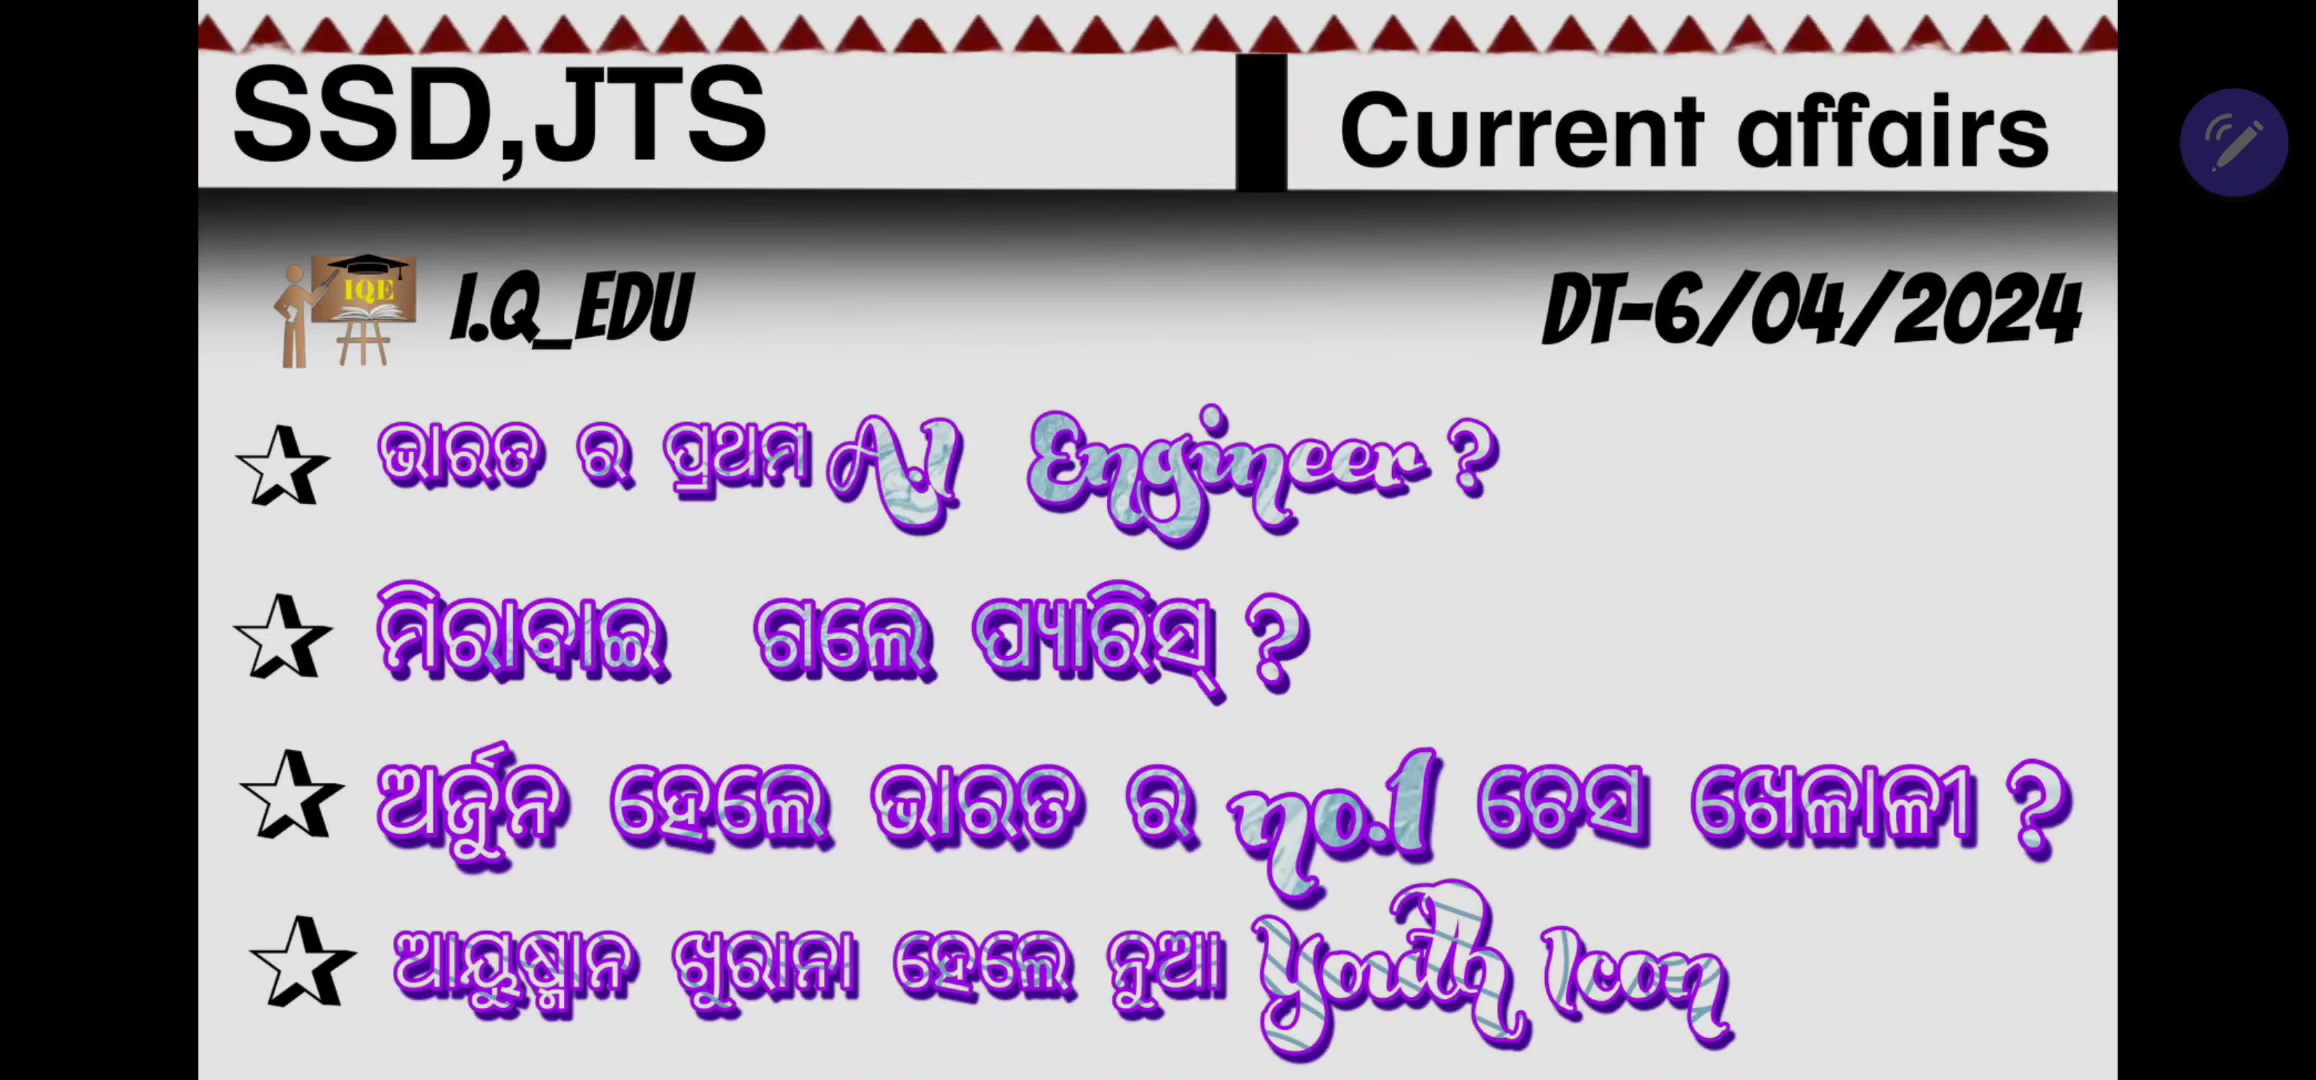 SSD,JTS
Current affairs
IQE
I.Q_EDU
DT-6/04/2024
ଭାରତ ର ପ୍ରଥମ AI Engineer ?
ମିରାବାଇ ଗଲେ ପ୍ୟାରିସ୍ ?
ଅର୍ଜୁନ ହେଲେ ଭାରତ ର no.1 ଚେସ ଖେଳାଳୀ ?
ଆୟୁଷ୍ମାନ ଖୁରାନା ହେଲେ ନୁଆ Youth Icon